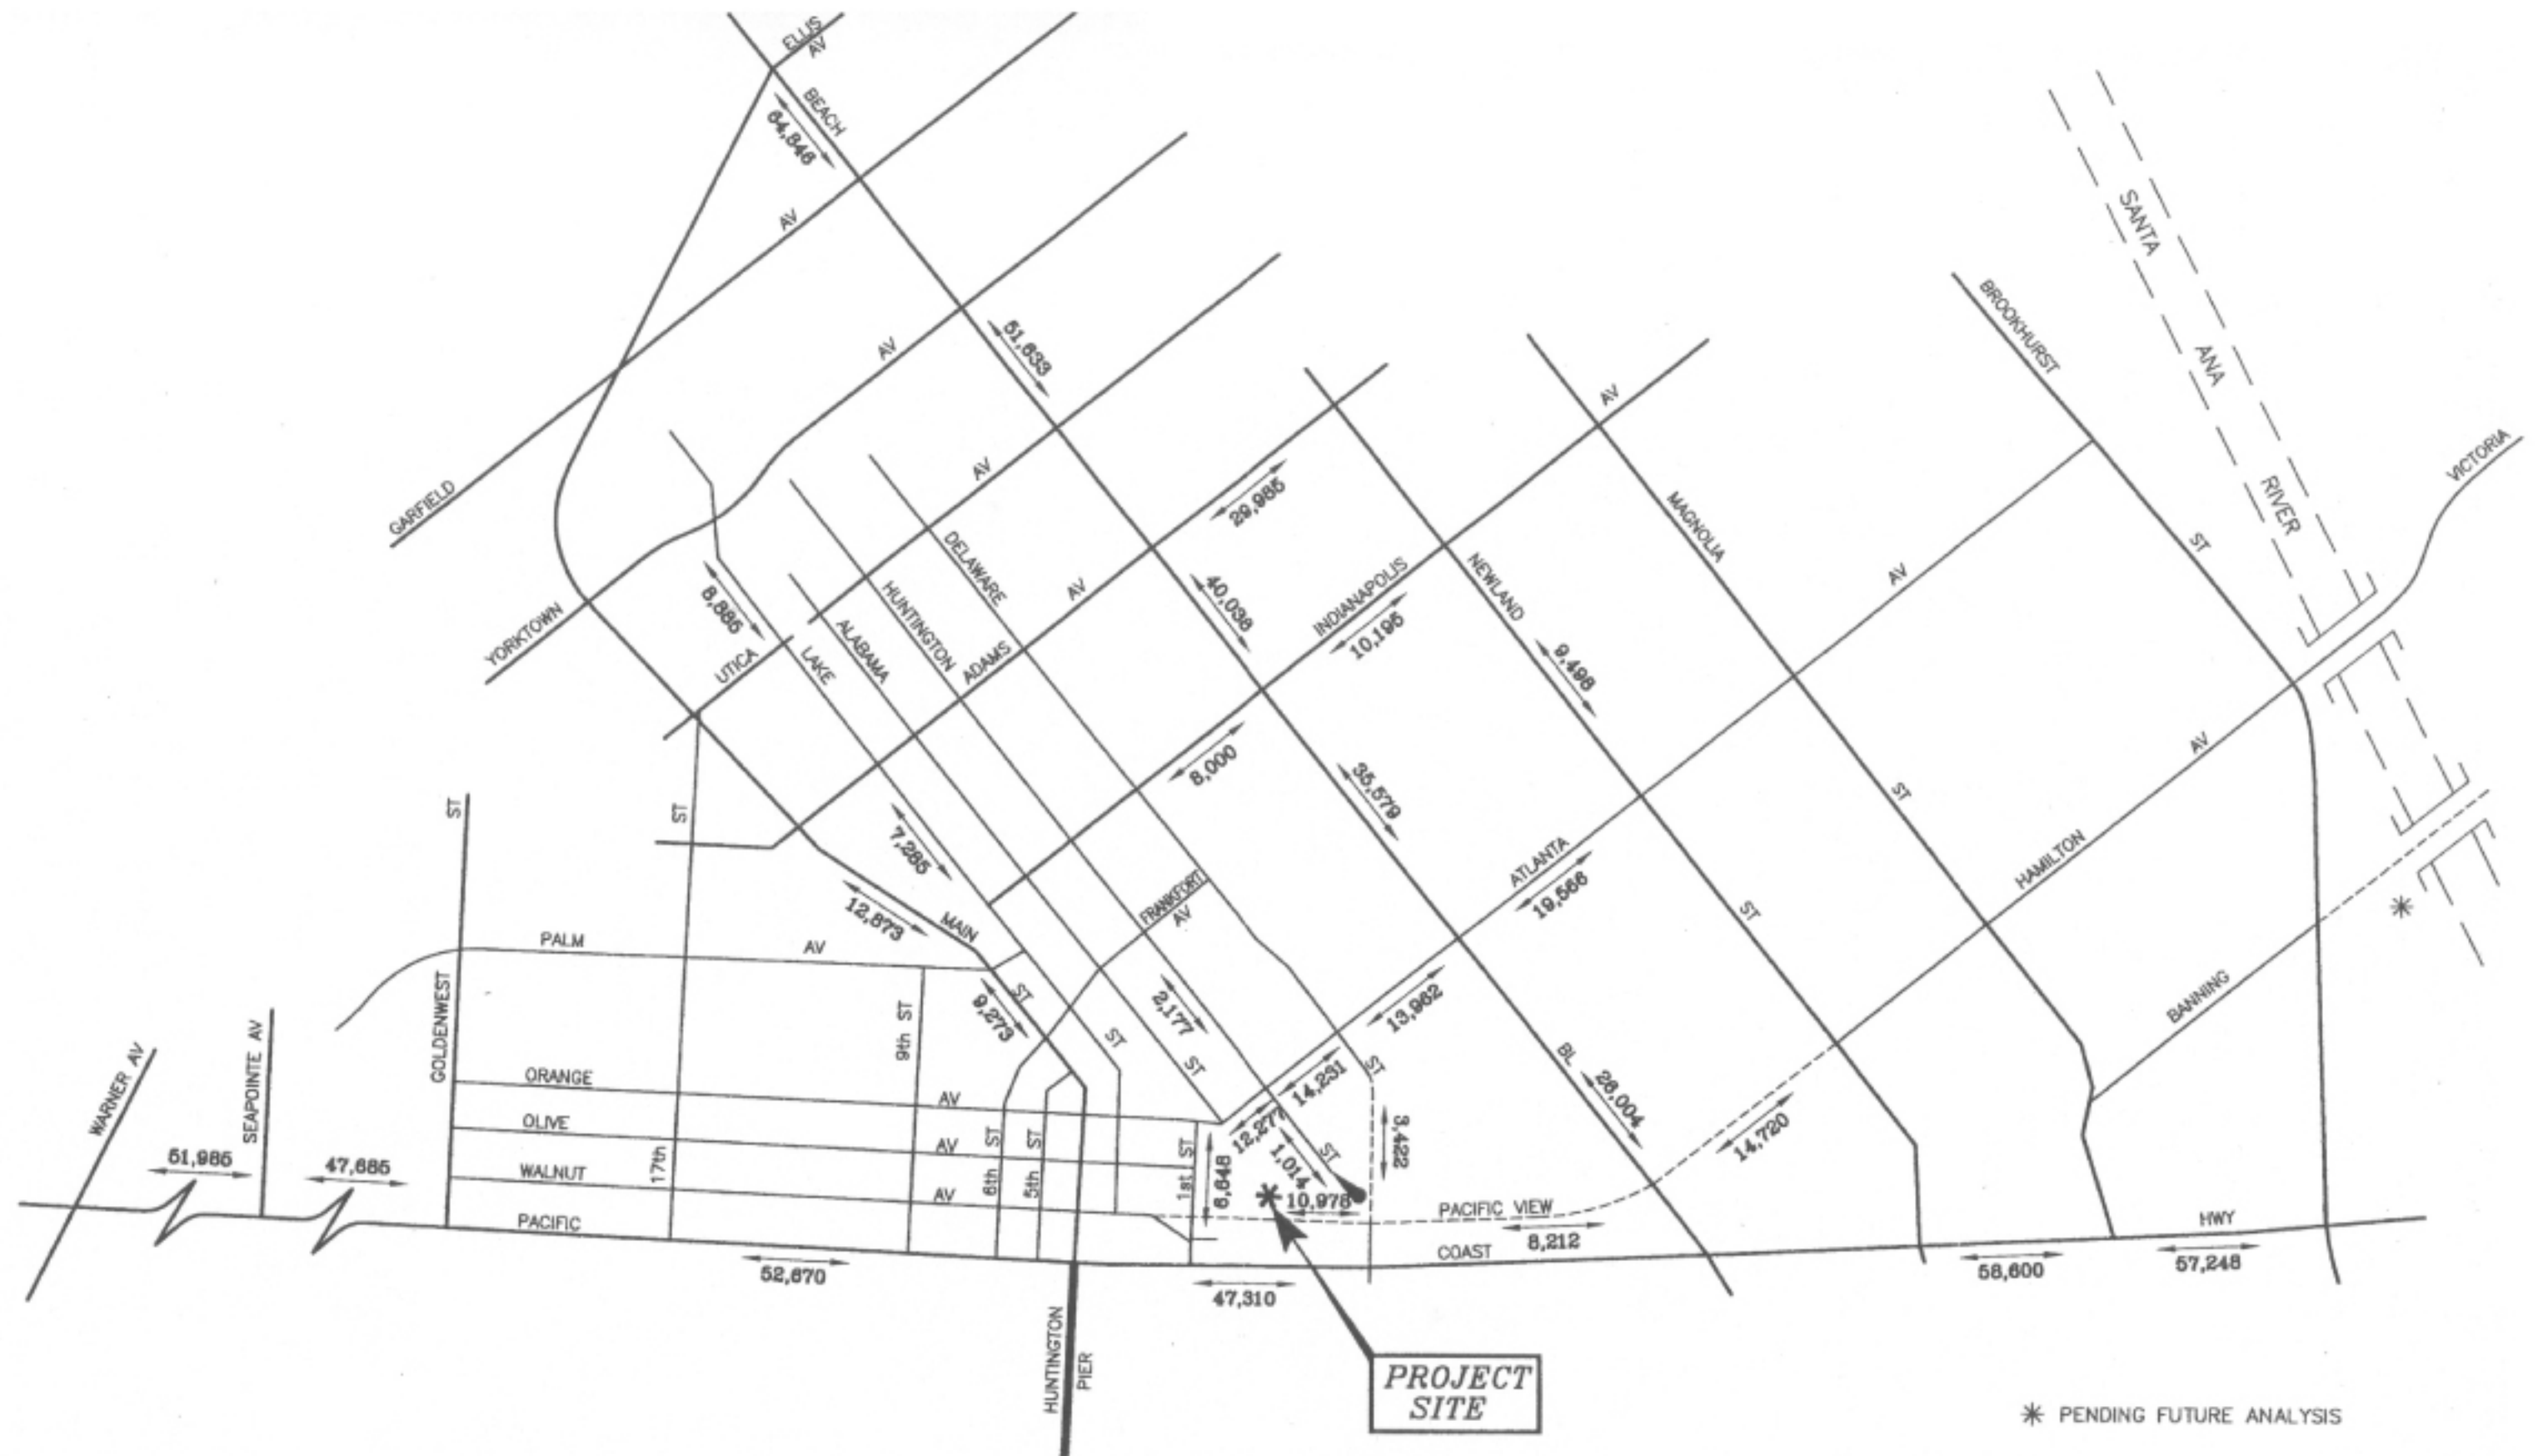 ELLIS
AV
BEACH
64,846
AV
SANTA
ANA
RIVER
BROOKHURST
ST
51,633
AV
AV
VICTORIA
GARFIELD
AV
29,985
MAGNOLIA
DELAWARE
HUNTINGTON
ALABAMA
AV
40,038
INDIANAPOLIS
10,195
NEWLAND
9,498
AV
YORKTOWN
8,885
UTICA
LAKE
ADAMS
8,000
35,579
ST
AV
ST
ST
7,285
12,873
MAIN
FRANKFORT
AV
ATLANTA
19,566
ST
HAMILTON
PALM
AV
GOLDENWEST
9th ST
9,273
ST
2,177
13,962
BANNING
SEAPOINTE AV
WARNER AV
ORANGE
AV
ST
ST
14,231
ST
BL
26,004
14,720
OLIVE
AV
17th
6th
ST
5th
ST
1st
ST
6,648
12,277
1,014
ST
3,422
51,985
47,685
WALNUT
AV
10,978
PACIFIC VIEW
8,212
PACIFIC
COAST
HWY
52,670
47,310
58,600
57,248
HUNTINGTON
PIER
PROJECT
SITE
PENDING FUTURE ANALYSIS